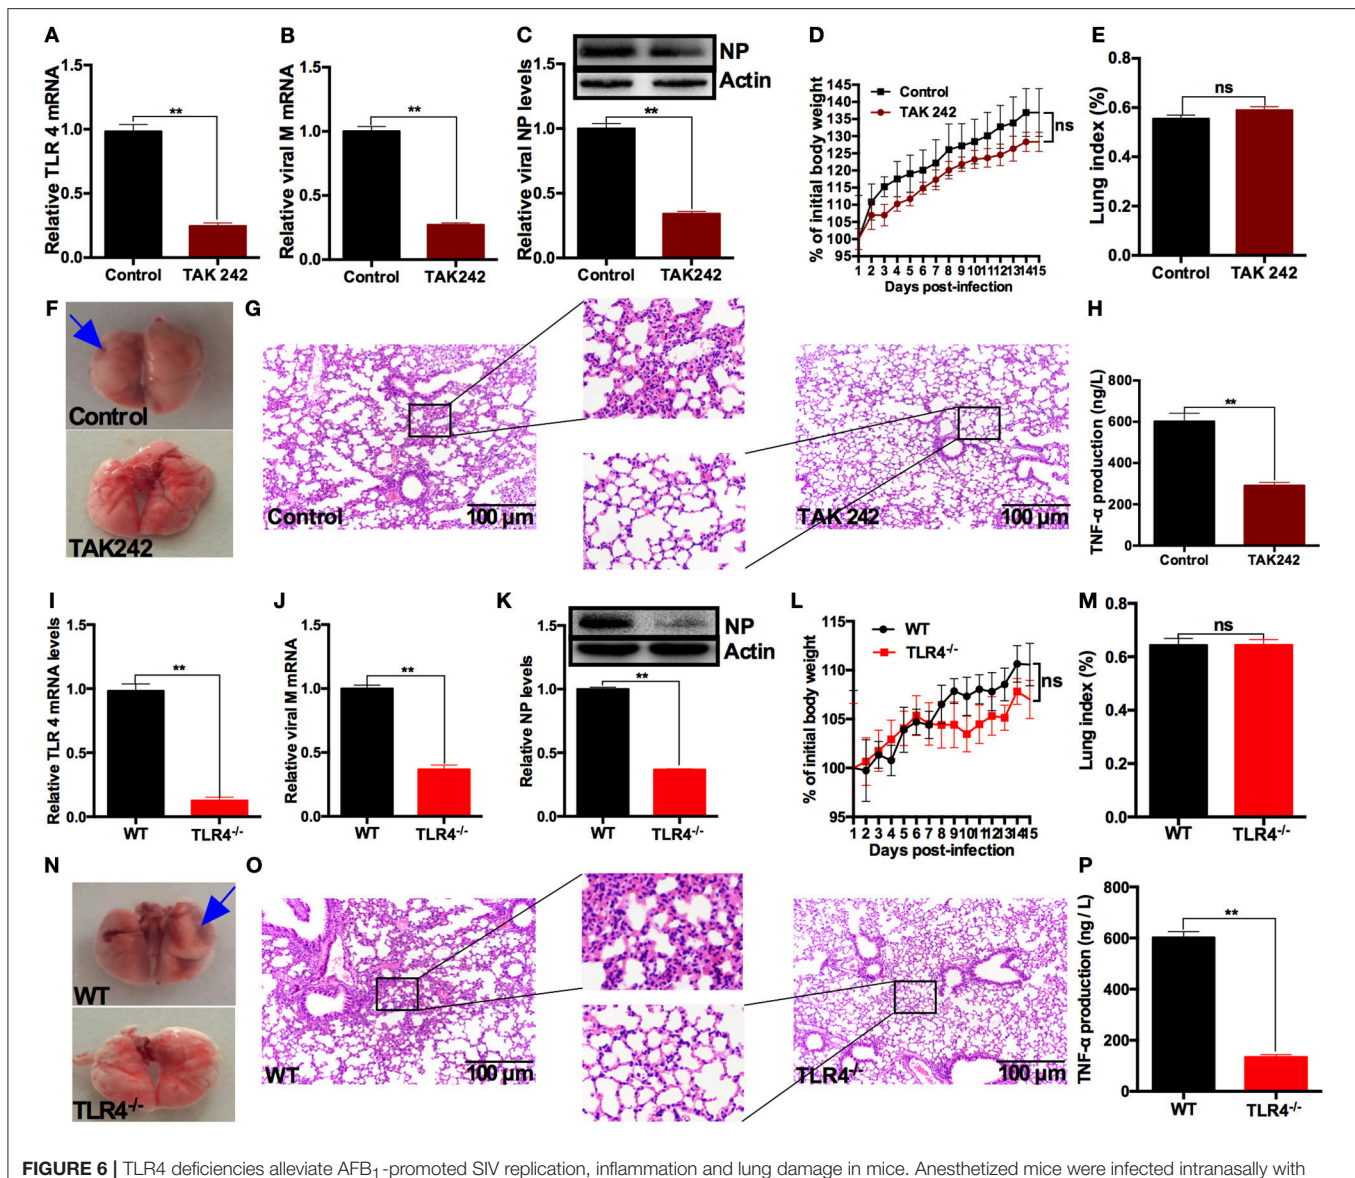 A
B
C
D
E
NP
Actin
Relative TLR 4 mRNA
1.5
1.0
0.5
0.0
**
Control
TAK 242
Relative viral M mRNA
1.5
1.0
0.5
0.0
**
Control
TAK242
Relative viral NP levels
1.5
1.0
0.5
0.0
**
Control
TAK242
% of initial body weight
145
140
135
130
125
120
115
110
105
100
95
Control
TAK 242
ns
1 2 3 4 5 6 7 8 9 10 11 12 13 14 15
Days post-infection
Lung index (%)
0.8
0.6
0.4
0.2
0.0
ns
Control
TAK 242
F
G
H
Control
TAK242
Control
100 µm
TAK 242
100 µm
TNF-α production (ng/L)
800
600
400
200
0
**
Control
TAK242
I
J
K
L
M
NP
Actin
Relative TLR 4 mRNA levels
1.5
1.0
0.5
0.0
**
WT
TLR4-/-
Relative viral M mRNA
1.5
1.0
0.5
0.0
**
WT
TLR4-/-
Relative NP levels
1.5
1.0
0.5
0.0
**
WT
TLR4-/-
% of initial body weight
115
110
105
100
95
WT
TLR4-/-
ns
1 2 3 4 5 6 7 8 9 10 11 12 13 14 15
Days post-infection
Lung index (%)
0.8
0.6
0.4
0.2
0.0
ns
WT
TLR4-/-
N
O
P
WT
TLR4-/-
WT
100 µm
TLR4-/-
100 µm
TNF-α production (ng / L)
800
600
400
200
0
**
WT
TLR4-/-
FIGURE 6 | TLR4 deficiencies alleviate AFB1-promoted SIV replication, inflammation and lung damage in mice. Anesthetized mice were infected intranasally with